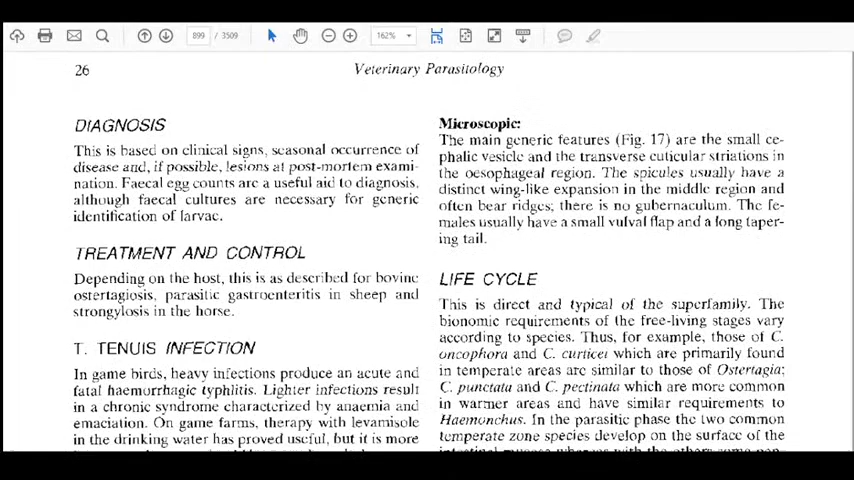 899 / 3509
162%
26
Veterinary Parasitology
DIAGNOSIS
This is based on clinical signs, seasonal occurrence of
disease and, if possible, lesions at post-mortem exami-
nation. Faecal egg counts are a useful aid to diagnosis,
although faecal cultures are necessary for generic
identification of larvae.
TREATMENT AND CONTROL
Depending on the host, this is as described for bovine
ostertagiosis, parasitic gastroenteritis in sheep and
strongylosis in the horse.
T. TENUIS INFECTION
In game birds, heavy infections produce an acute and
fatal haemorrhagic typhlitis. Lighter infections result
in a chronic syndrome characterized by anaemia and
emaciation. On game farms, therapy with levamisole
in the drinking water has proved useful, but it is more
Microscopic:
The main generic features (Fig. 17) are the small ce-
phalic vesicle and the transverse cuticular striations in
the oesophageal region. The spicules usually have a
distinct wing-like expansion in the middle region and
often bear ridges; there is no gubernaculum. The fe-
males usually have a small vulval flap and a long taper-
ing tail.
LIFE CYCLE
This is direct and typical of the superfamily. The
bionomic requirements of the free-living stages vary
according to species. Thus, for example, those of C.
oncophora and C. curticei which are primarily found
in temperate areas are similar to those of Ostertagia;
C. punctata and C. pectinata which are more common
in warmer areas and have similar requirements to
Haemonchus. In the parasitic phase the two common
temperate zone species develop on the surface of the